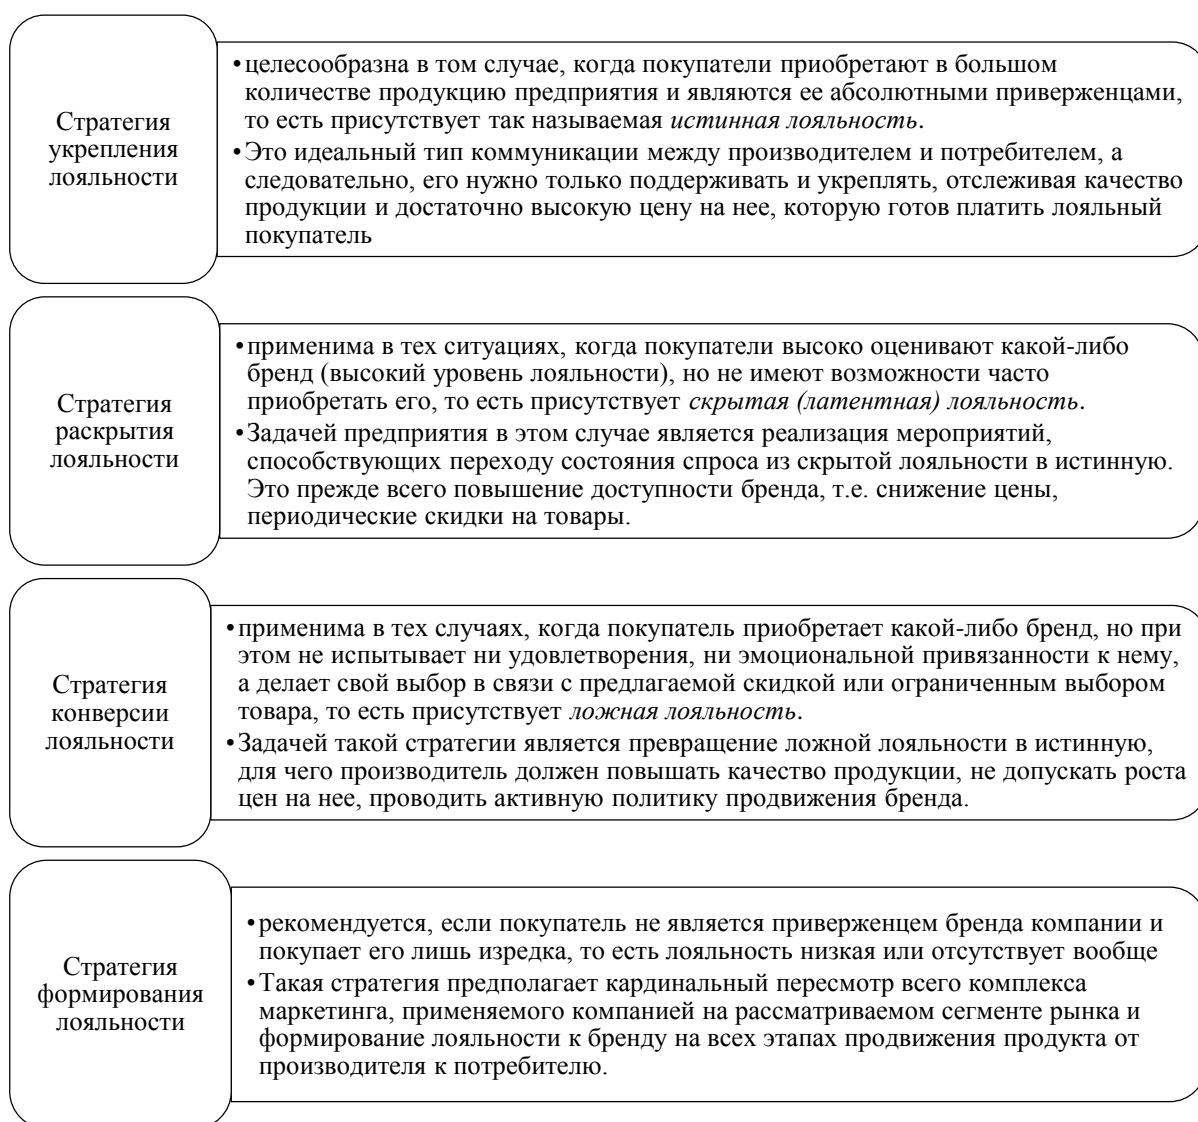 Стратегия
укрепления
лояльности
•целесообразна в том случае, когда покупатели приобретают в большом
количестве продукцию предприятия и являются ее абсолютными приверженцами,
то есть присутствует так называемая истинная лояльность.
•Это идеальный тип коммуникации между производителем и потребителем, а
следовательно, его нужно только поддерживать и укреплять, отслеживая качество
продукции и достаточно высокую цену на нее, которую готов платить лояльный
покупатель
Стратегия
раскрытия
лояльности
•применима в тех ситуациях, когда покупатели высоко оценивают какой-либо
бренд (высокий уровень лояльности), но не имеют возможности часто
приобретать его, то есть присутствует скрытая (латентная) лояльность.
•Задачей предприятия в этом случае является реализация мероприятий,
способствующих переходу состояния спроса из скрытой лояльности в истинную.
Это прежде всего повышение доступности бренда, т.е. снижение цены,
периодические скидки на товары.
Стратегия
конверсии
лояльности
•применима в тех случаях, когда покупатель приобретает какой-либо бренд, но при
этом не испытывает ни удовлетворения, ни эмоциональной привязанности к нему,
а делает свой выбор в связи с предлагаемой скидкой или ограниченным выбором
товара, то есть присутствует ложная лояльность.
•Задачей такой стратегии является превращение ложной лояльности в истинную,
для чего производитель должен повышать качество продукции, не допускать роста
цен на нее, проводить активную политику продвижения бренда.
Стратегия
формирования
лояльности
•рекомендуется, если покупатель не является приверженцем бренда компании и
покупает его лишь изредка, то есть лояльность низкая или отсутствует вообще
•Такая стратегия предполагает кардинальный пересмотр всего комплекса
маркетинга, применяемого компанией на рассматриваемом сегменте рынка и
формирование лояльности к бренду на всех этапах продвижения продукта от
производителя к потребителю.